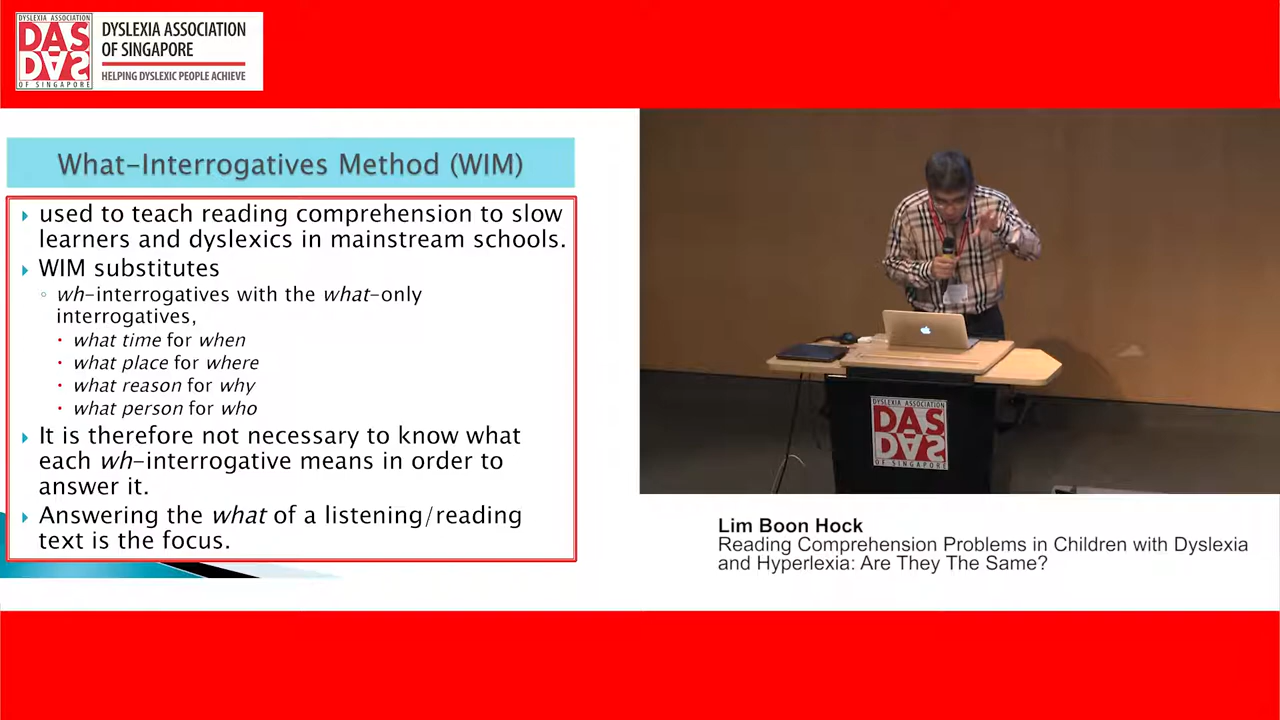 DYSLEXIA ASSOCIATION
DAS
DAS
OF SINGAPORE
DYSLEXIA ASSOCIATION
OF SINGAPORE
HELPING DYSLEXIC PEOPLE ACHIEVE
What-Interrogatives Method (WIM)
used to teach reading comprehension to slow
learners and dyslexics in mainstream schools.
WIM substitutes
wh-interrogatives with the what-only
interrogatives,
what time for when
what place for where
what reason for why
what person for who
It is therefore not necessary to know what
each wh-interrogative means in order to
answer it.
Answering the what of a listening/reading
text is the focus.
DYSLEXIA ASSOCIATION
DAS
DAS
OF SINGAPORE
Lim Boon Hock
Reading Comprehension Problems in Children with Dyslexia
and Hyperlexia: Are They The Same?